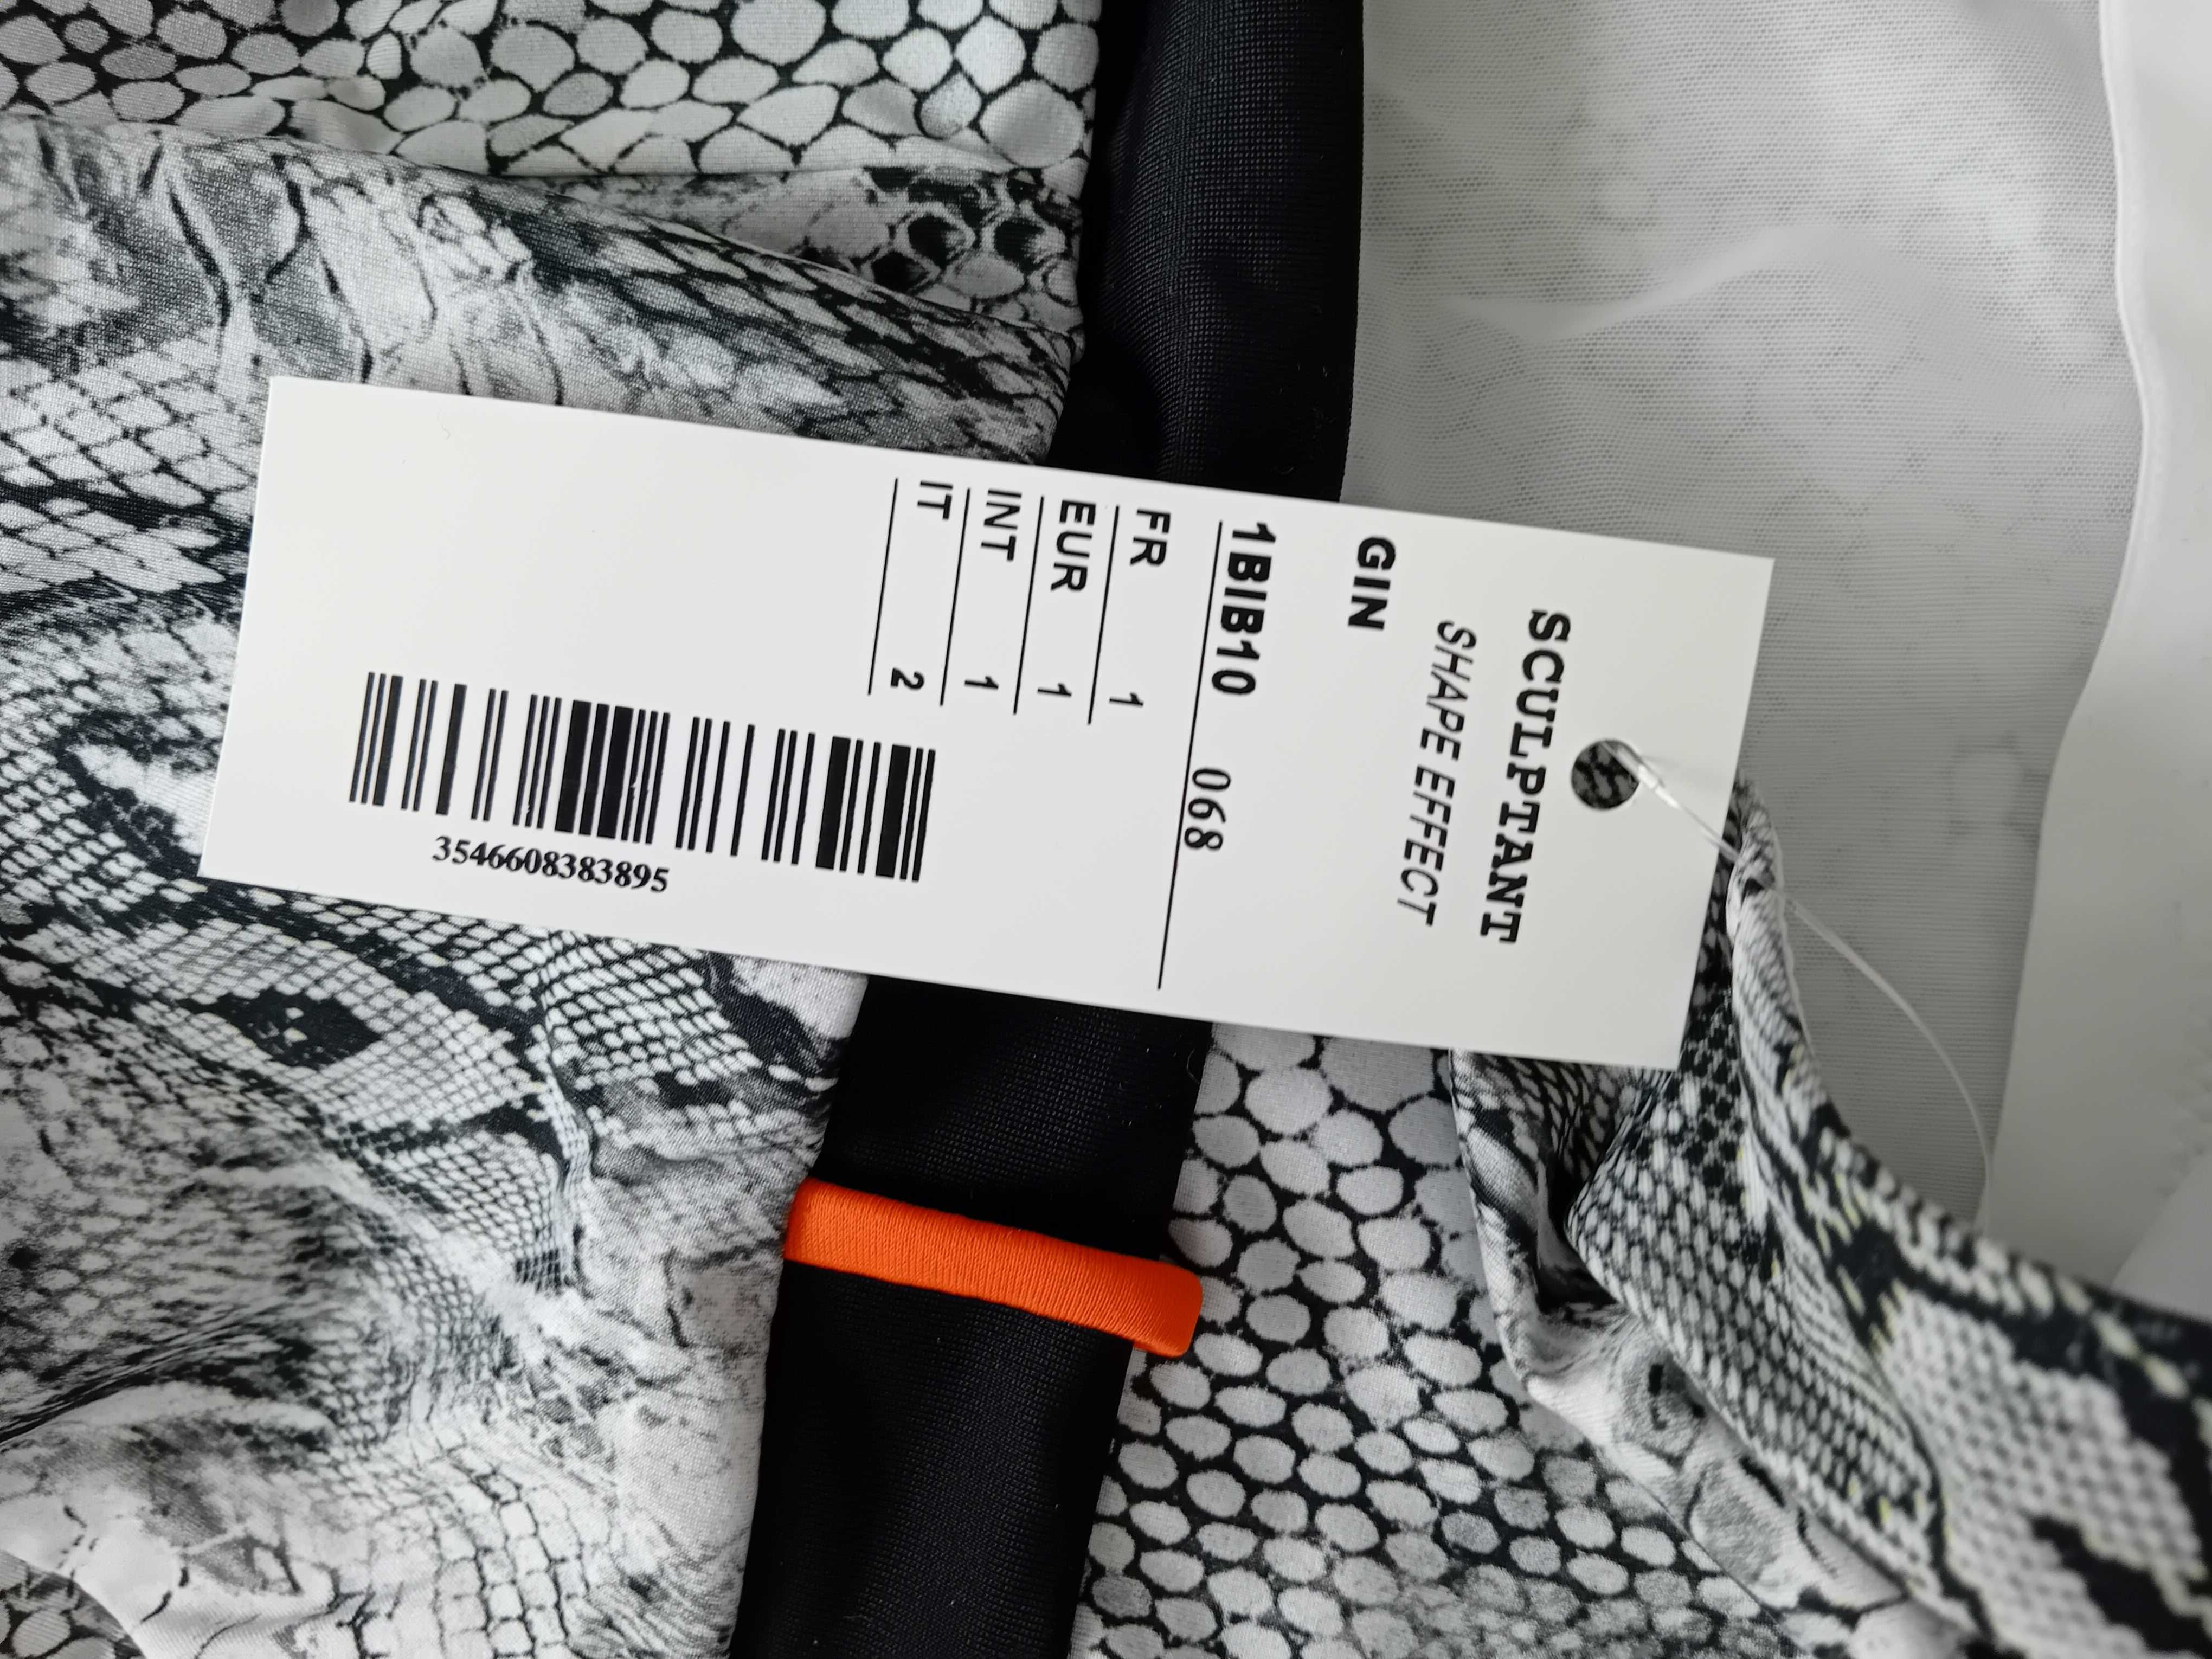 SCULPTANT
SHAPE EFFECT
GIN
1BIB10 068
FR 1
EUR 1
INT 1
IT 2
3546608383895